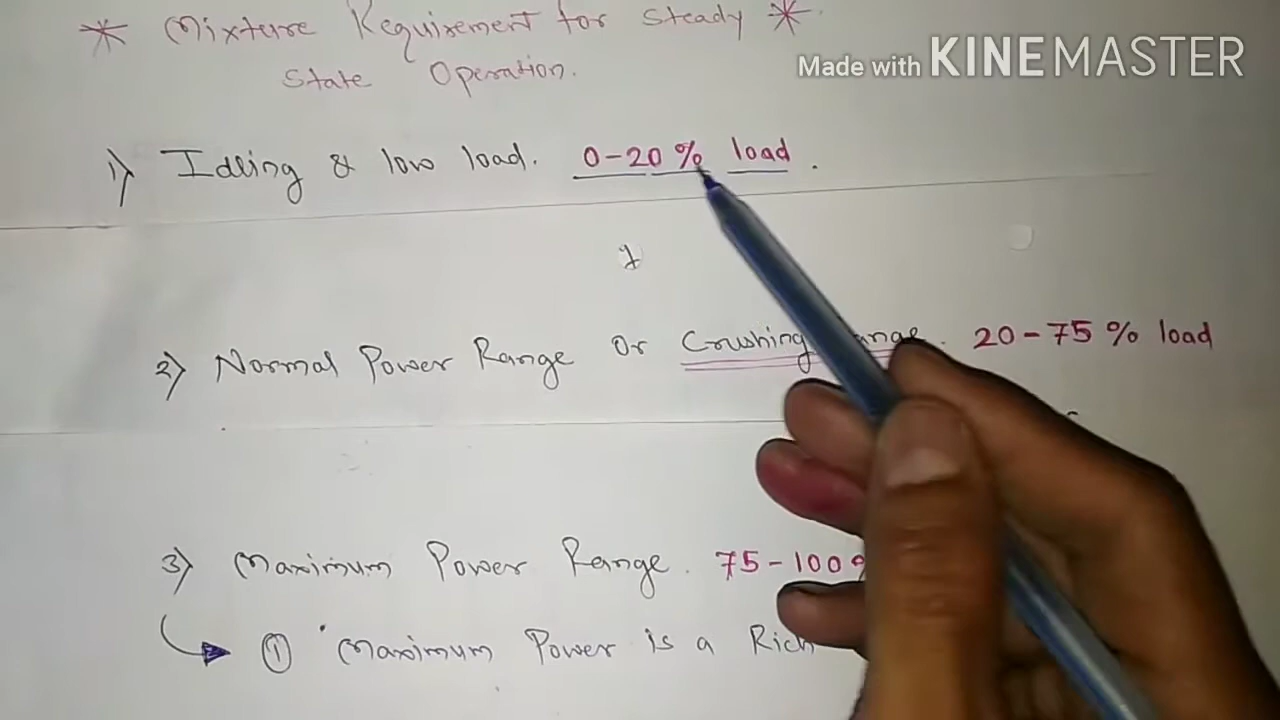 * Mixture Requirement for Steady *
State Operation.
Made with KINEMASTER
1) Idling & low load. 0-20% load.
2) Normal Power Range Or Crushing 20-75% load
3) Maximum Power Range. 75-100%
① Maximum Power is a Rich